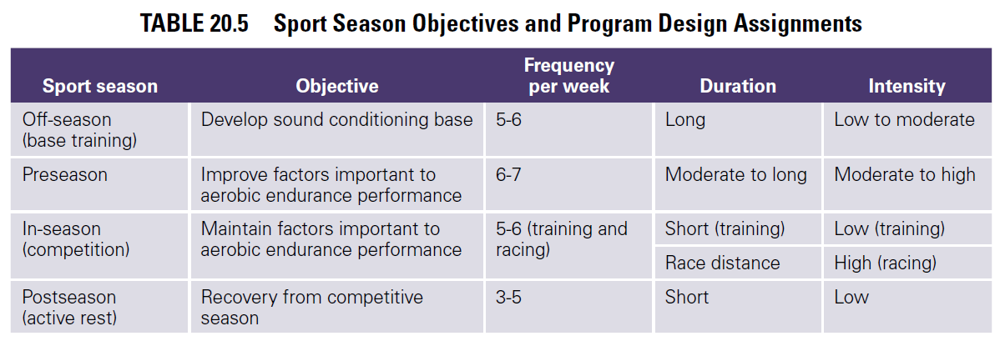 TABLE 20.5 Sport Season Objectives and Program Design Assignments
Sport season
Objective
Frequency
per week
Duration
Intensity
Off-season
(base training)
Develop sound conditioning base
5-6
Long
Low to moderate
Preseason
Improve factors important to
aerobic endurance performance
6-7
Moderate to long
Moderate to high
In-season
(competition)
Maintain factors important to
aerobic endurance performance
5-6 (training and
racing)
Short (training)
Low (training)
Race distance
High (racing)
Postseason
(active rest)
Recovery from competitive
season
3-5
Short
Low